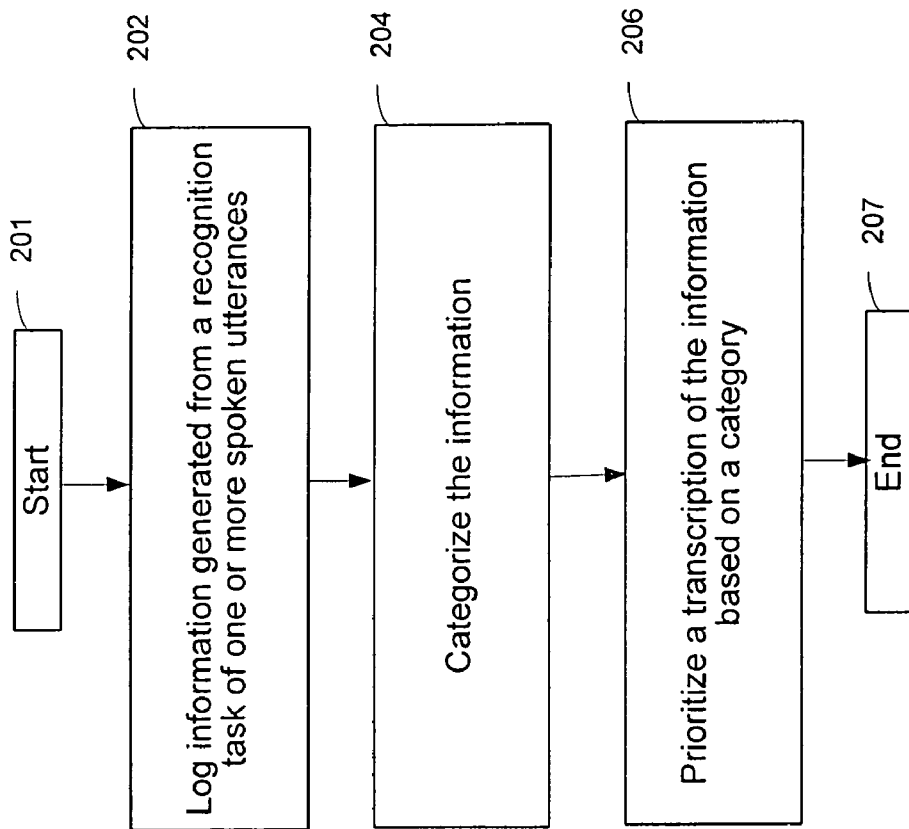 201
Start
202
Log information generated from a recognition
task of one or more spoken utterances
204
Categorize the information
206
Prioritize a transcription of the information
based on a category
207
End